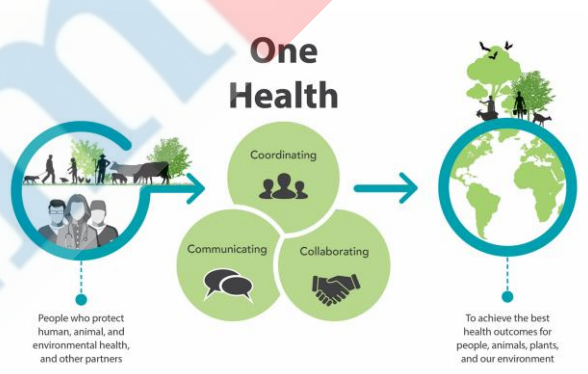 One
Health
Coordinating
Communicating
Collaborating
People who protect
human, animal, and
environmental health,
and other partners
To achieve the best
health outcomes for
people, animals, plants,
and our environment